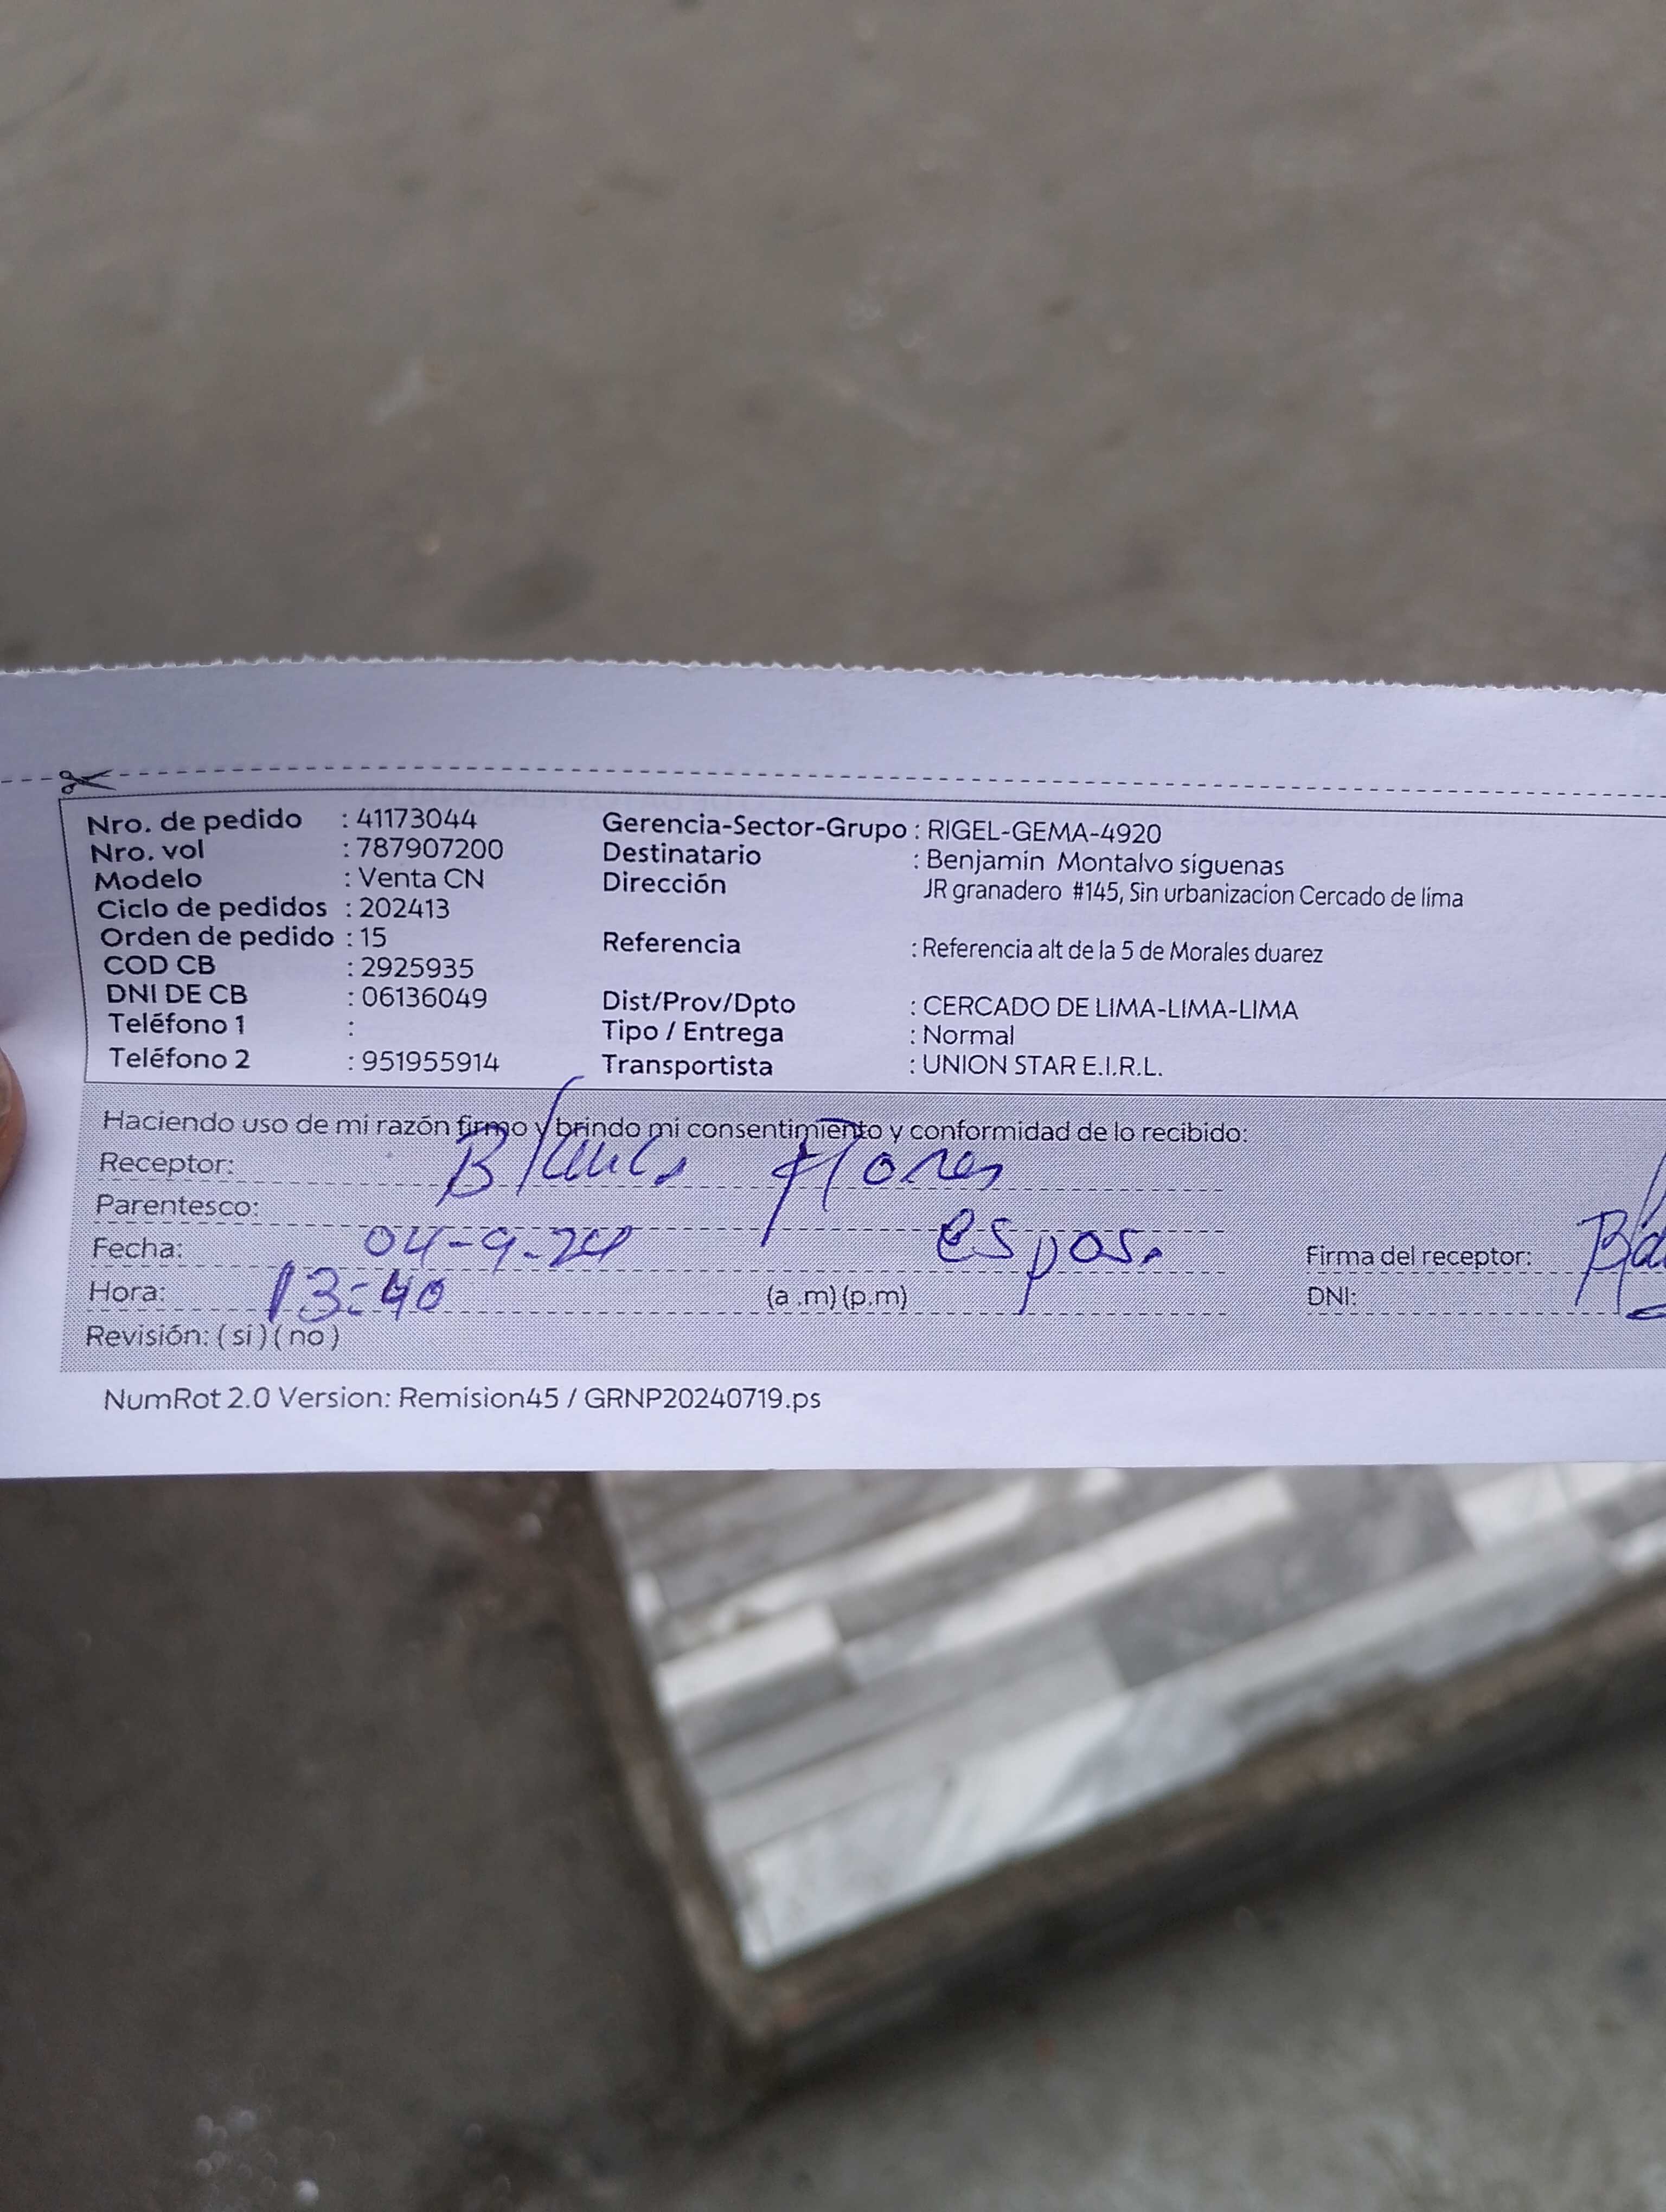 Nro. de pedido : 41173044
Nro. vol : 787907200
Modelo : Venta CN
Ciclo de pedidos : 202413
Orden de pedido : 15
COD CB : 2925935
DNI DE CB : 06136049
Teléfono 1 :
Teléfono 2 : 951955914
Gerencia-Sector-Grupo : RIGEL-GEMA-4920
Destinatario : Benjamin Montalvo siguenas
Dirección JR granadero #145, Sin urbanizacion Cercado de lima
Referencia : Referencia alt de la 5 de Morales duarez
Dist/Prov/Dpto : CERCADO DE LIMA-LIMA-LIMA
Tipo / Entrega : Normal
Transportista : UNION STAR E.I.R.L.
Haciendo uso de mi razón firmo y brindo mi consentimiento y conformidad de lo recibido:
Receptor: Blanca Flores
Parentesco: esposa
Fecha: 04-9-24
Hora: 13:40 (a .m) (p.m)
Revisión: ( si ) ( no )
Firma del receptor:
DNI:
NumRot 2.0 Version: Remision45 / GRNP20240719.ps